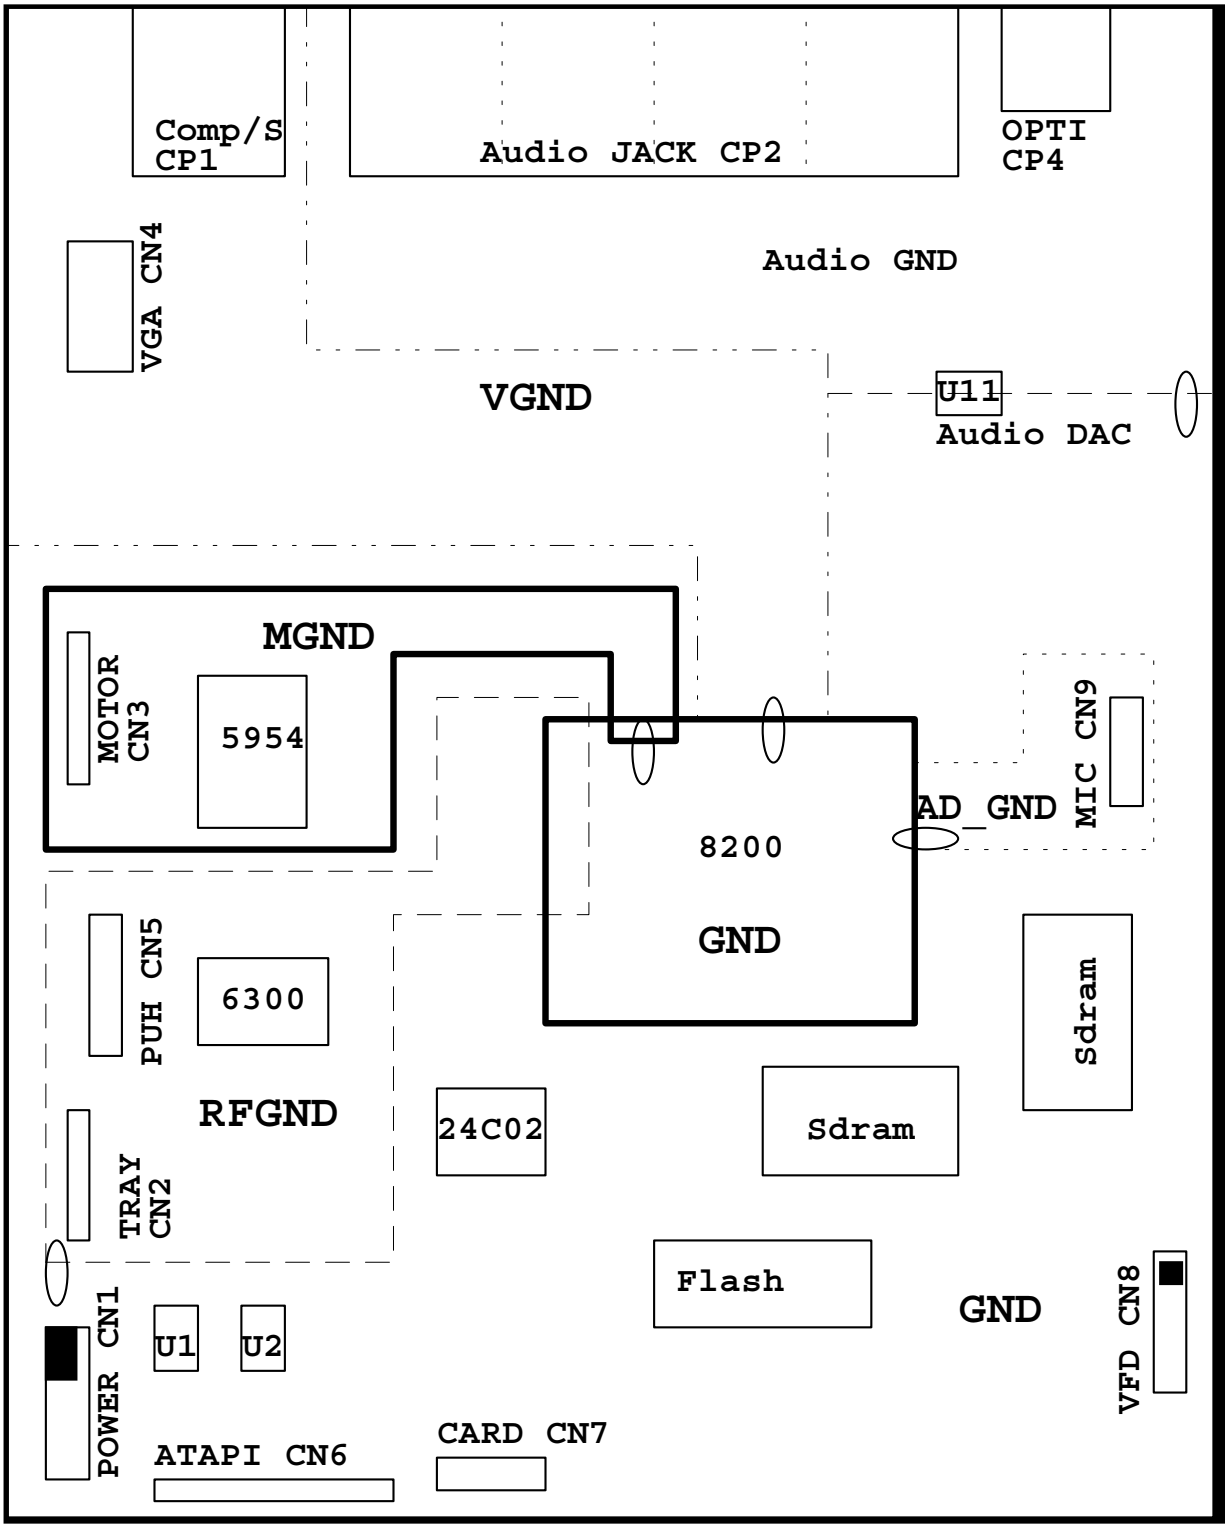 Comp/S
CP1
Audio JACK CP2
OPTI
CP4
VGA CN4
Audio GND
VGND
U11
Audio DAC
MGND
MOTOR
CN3
5954
MIC CN9
AD_GND
8200
GND
PUH CN5
6300
Sdram
RFGND
24C02
Sdram
TRAY
CN2
Flash
GND
VFD CN8
POWER CN1
U1
U2
CARD CN7
ATAPI CN6